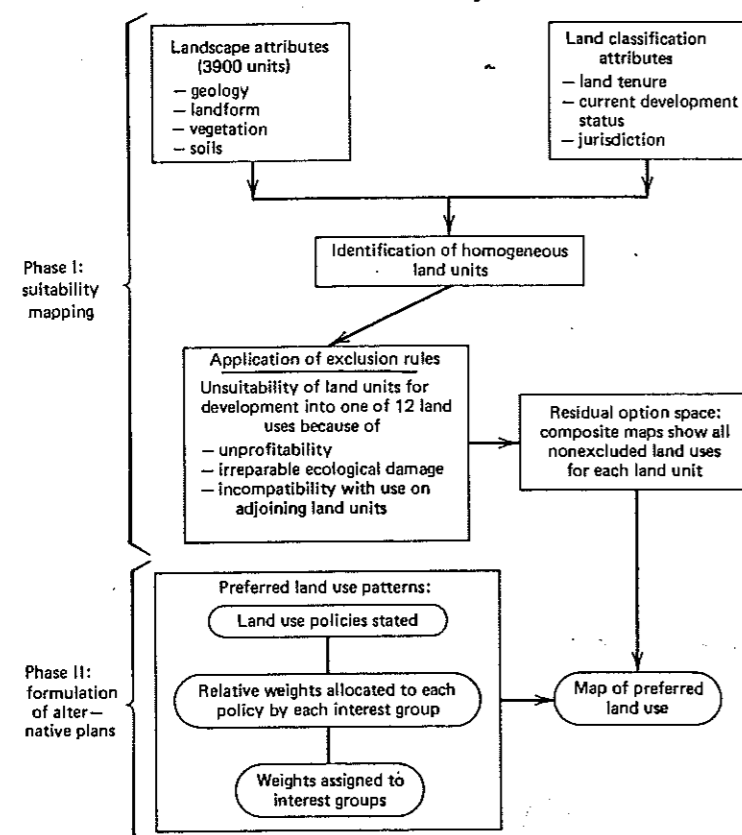 Landscape attributes
(3900 units)
— geology
— landform
— vegetation
— soils
Land classification
attributes
— land tenure
— current development
status
— jurisdiction
Identification of homogeneous
land units
Phase I:
suitability
mapping
Application of exclusion rules
Unsuitability of land units for
development into one of 12 land
uses because of
— unprofitability
— irreparable ecological damage
— incompatibility with use on
adjoining land units
Residual option space:
composite maps show all
nonexcluded land uses
for each land unit
Phase II:
formulation
of alter—
native plans
Preferred land use patterns:
Land use policies stated
Relative weights allocated to each
policy by each interest group
Weights assigned to
interest groups
Map of preferred
land use